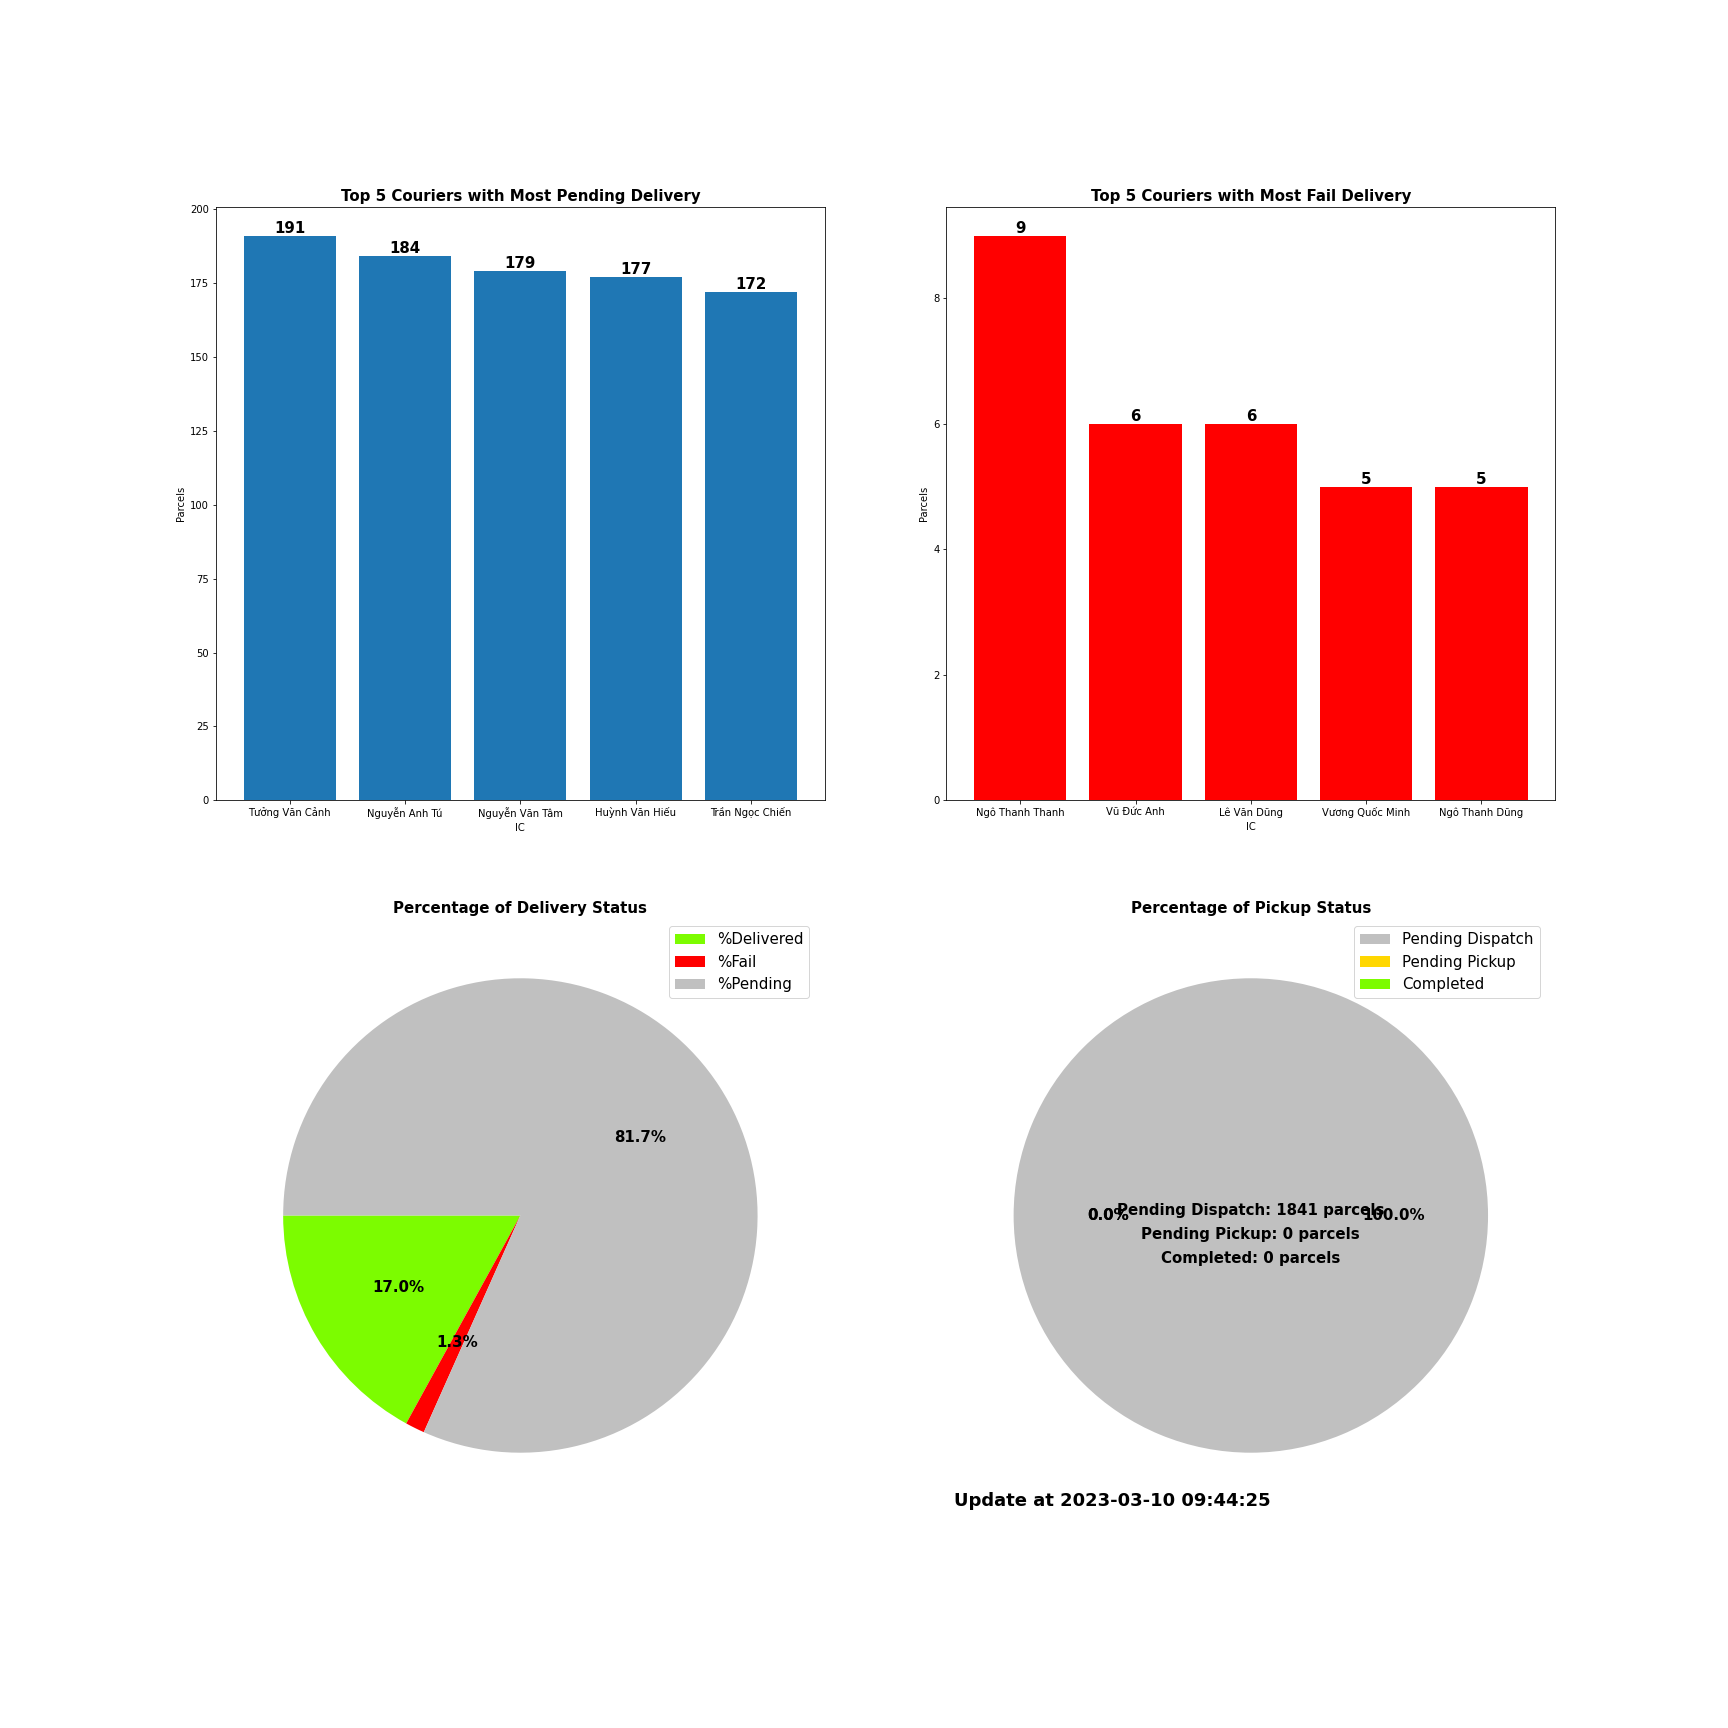 Top 5 Couriers with Most Pending Delivery
200
175
150
125
100
75
50
25
0
Parcels
191
184
179
177
172
Tướng Văn Cảnh
Nguyễn Anh Tú
Nguyễn Văn Tâm
Huỳnh Văn Hiếu
Trần Ngọc Chiến
IC
Top 5 Couriers with Most Fail Delivery
8
6
4
2
0
Parcels
9
6
6
5
5
Ngô Thanh Thanh
Vũ Đức Anh
Lê Văn Dũng
Vương Quốc Minh
Ngô Thanh Dũng
IC
Percentage of Delivery Status
%Delivered
%Fail
%Pending
81.7%
17.0%
1.3%
Percentage of Pickup Status
Pending Dispatch
Pending Pickup
Completed
0.0%
0.0%
Pending Dispatch: 1841 parcels
100.0%
Pending Pickup: 0 parcels
Completed: 0 parcels
Update at 2023-03-10 09:44:25